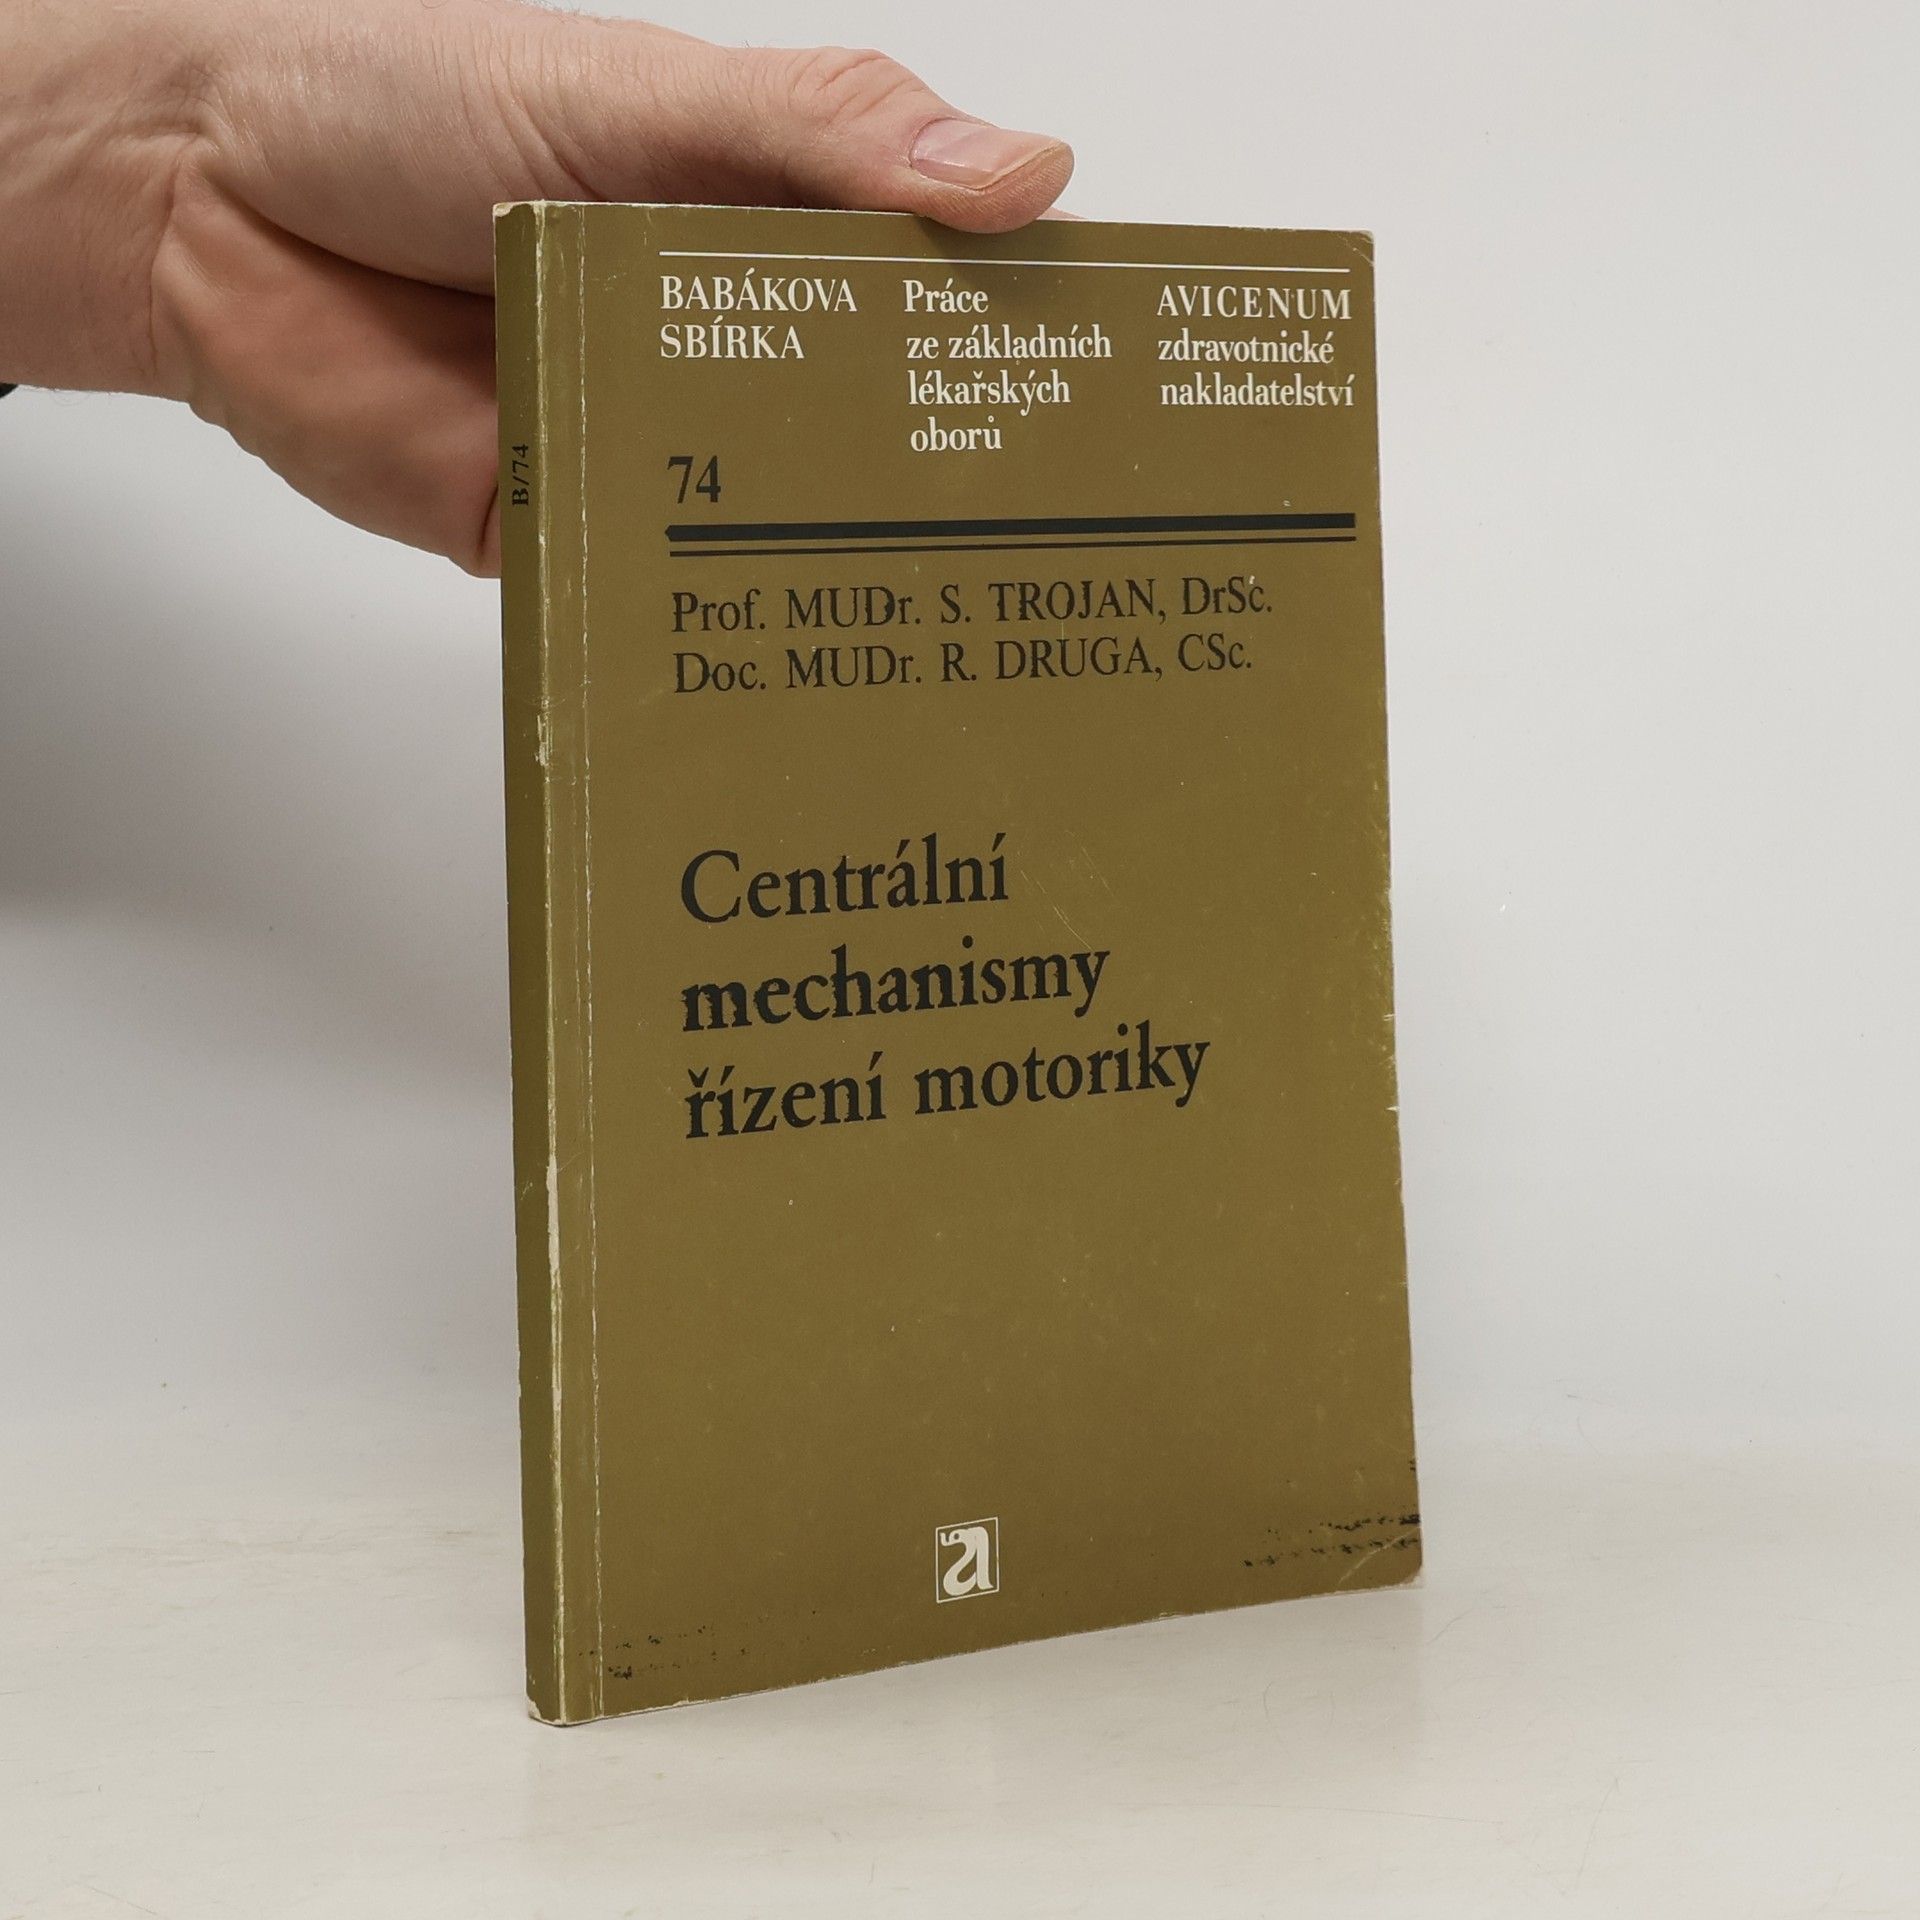 BABÁKOVA
SBÍRKA
Práce
ze základních
lékařských
oborů
AVICENUM
zdravotnické
nakladatelství
74
B/74
Prof. MUDr. S. TROJAN, DrSc.
Doc. MUDr. R. DRUGA, CSc.
Centrální
mechanismy
řízení motoriky